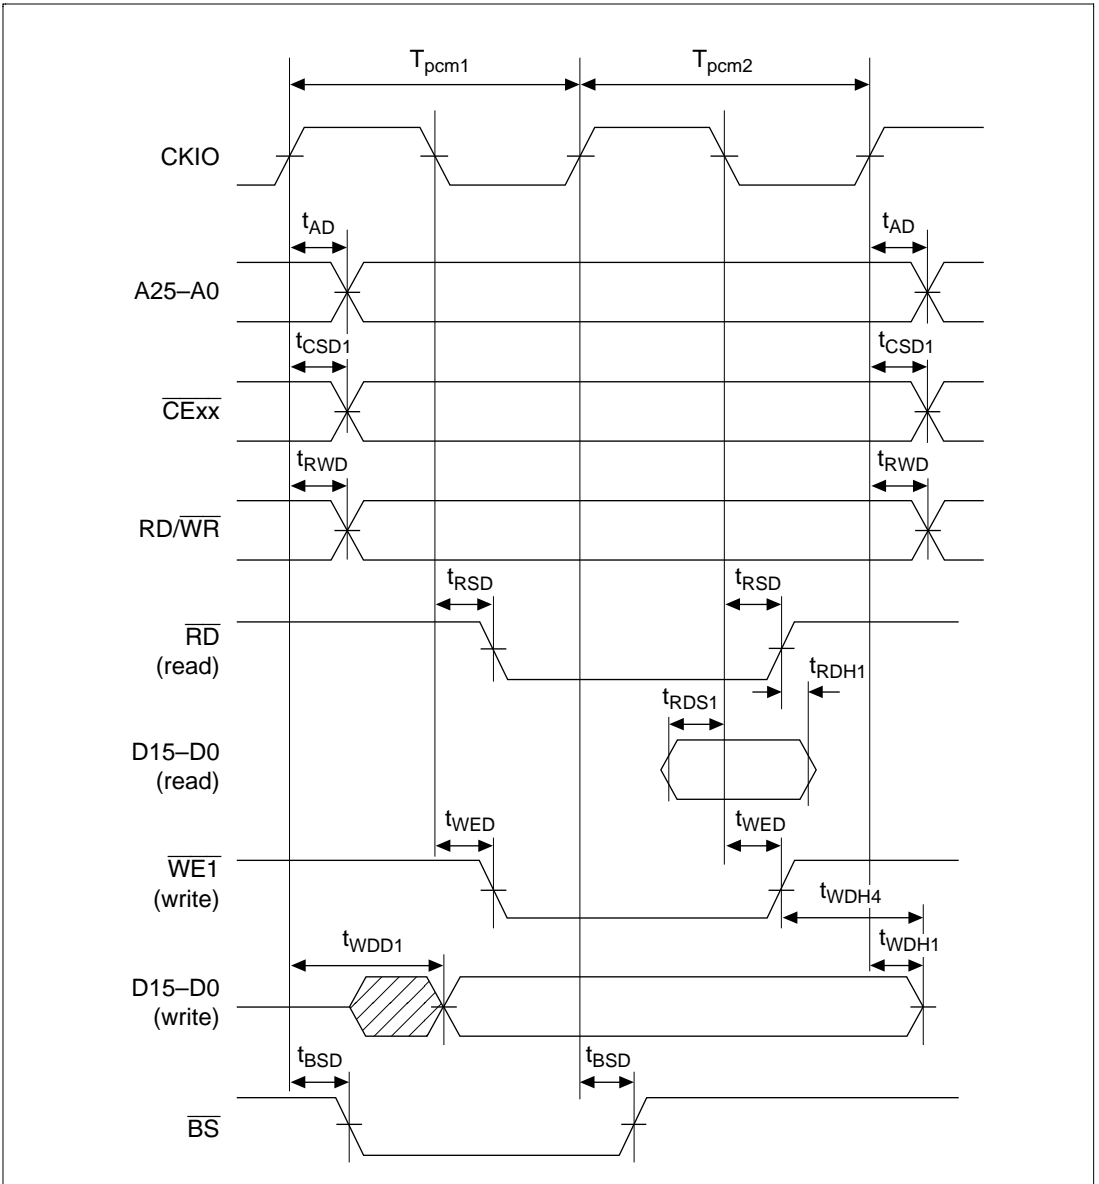 Tpcm1 Tpcm2
CKIO
tAD tAD
A25–A0
tCSD1 tCSD1
CExx
tRWD tRWD
RD/WR
tRSD tRSD
RD
(read)
tRDH1
tRDS1
D15–D0
(read)
tWED tWED
WE1
(write)
tWDH4
tWDD1 tWDH1
D15–D0
(write)
tBSD tBSD
BS